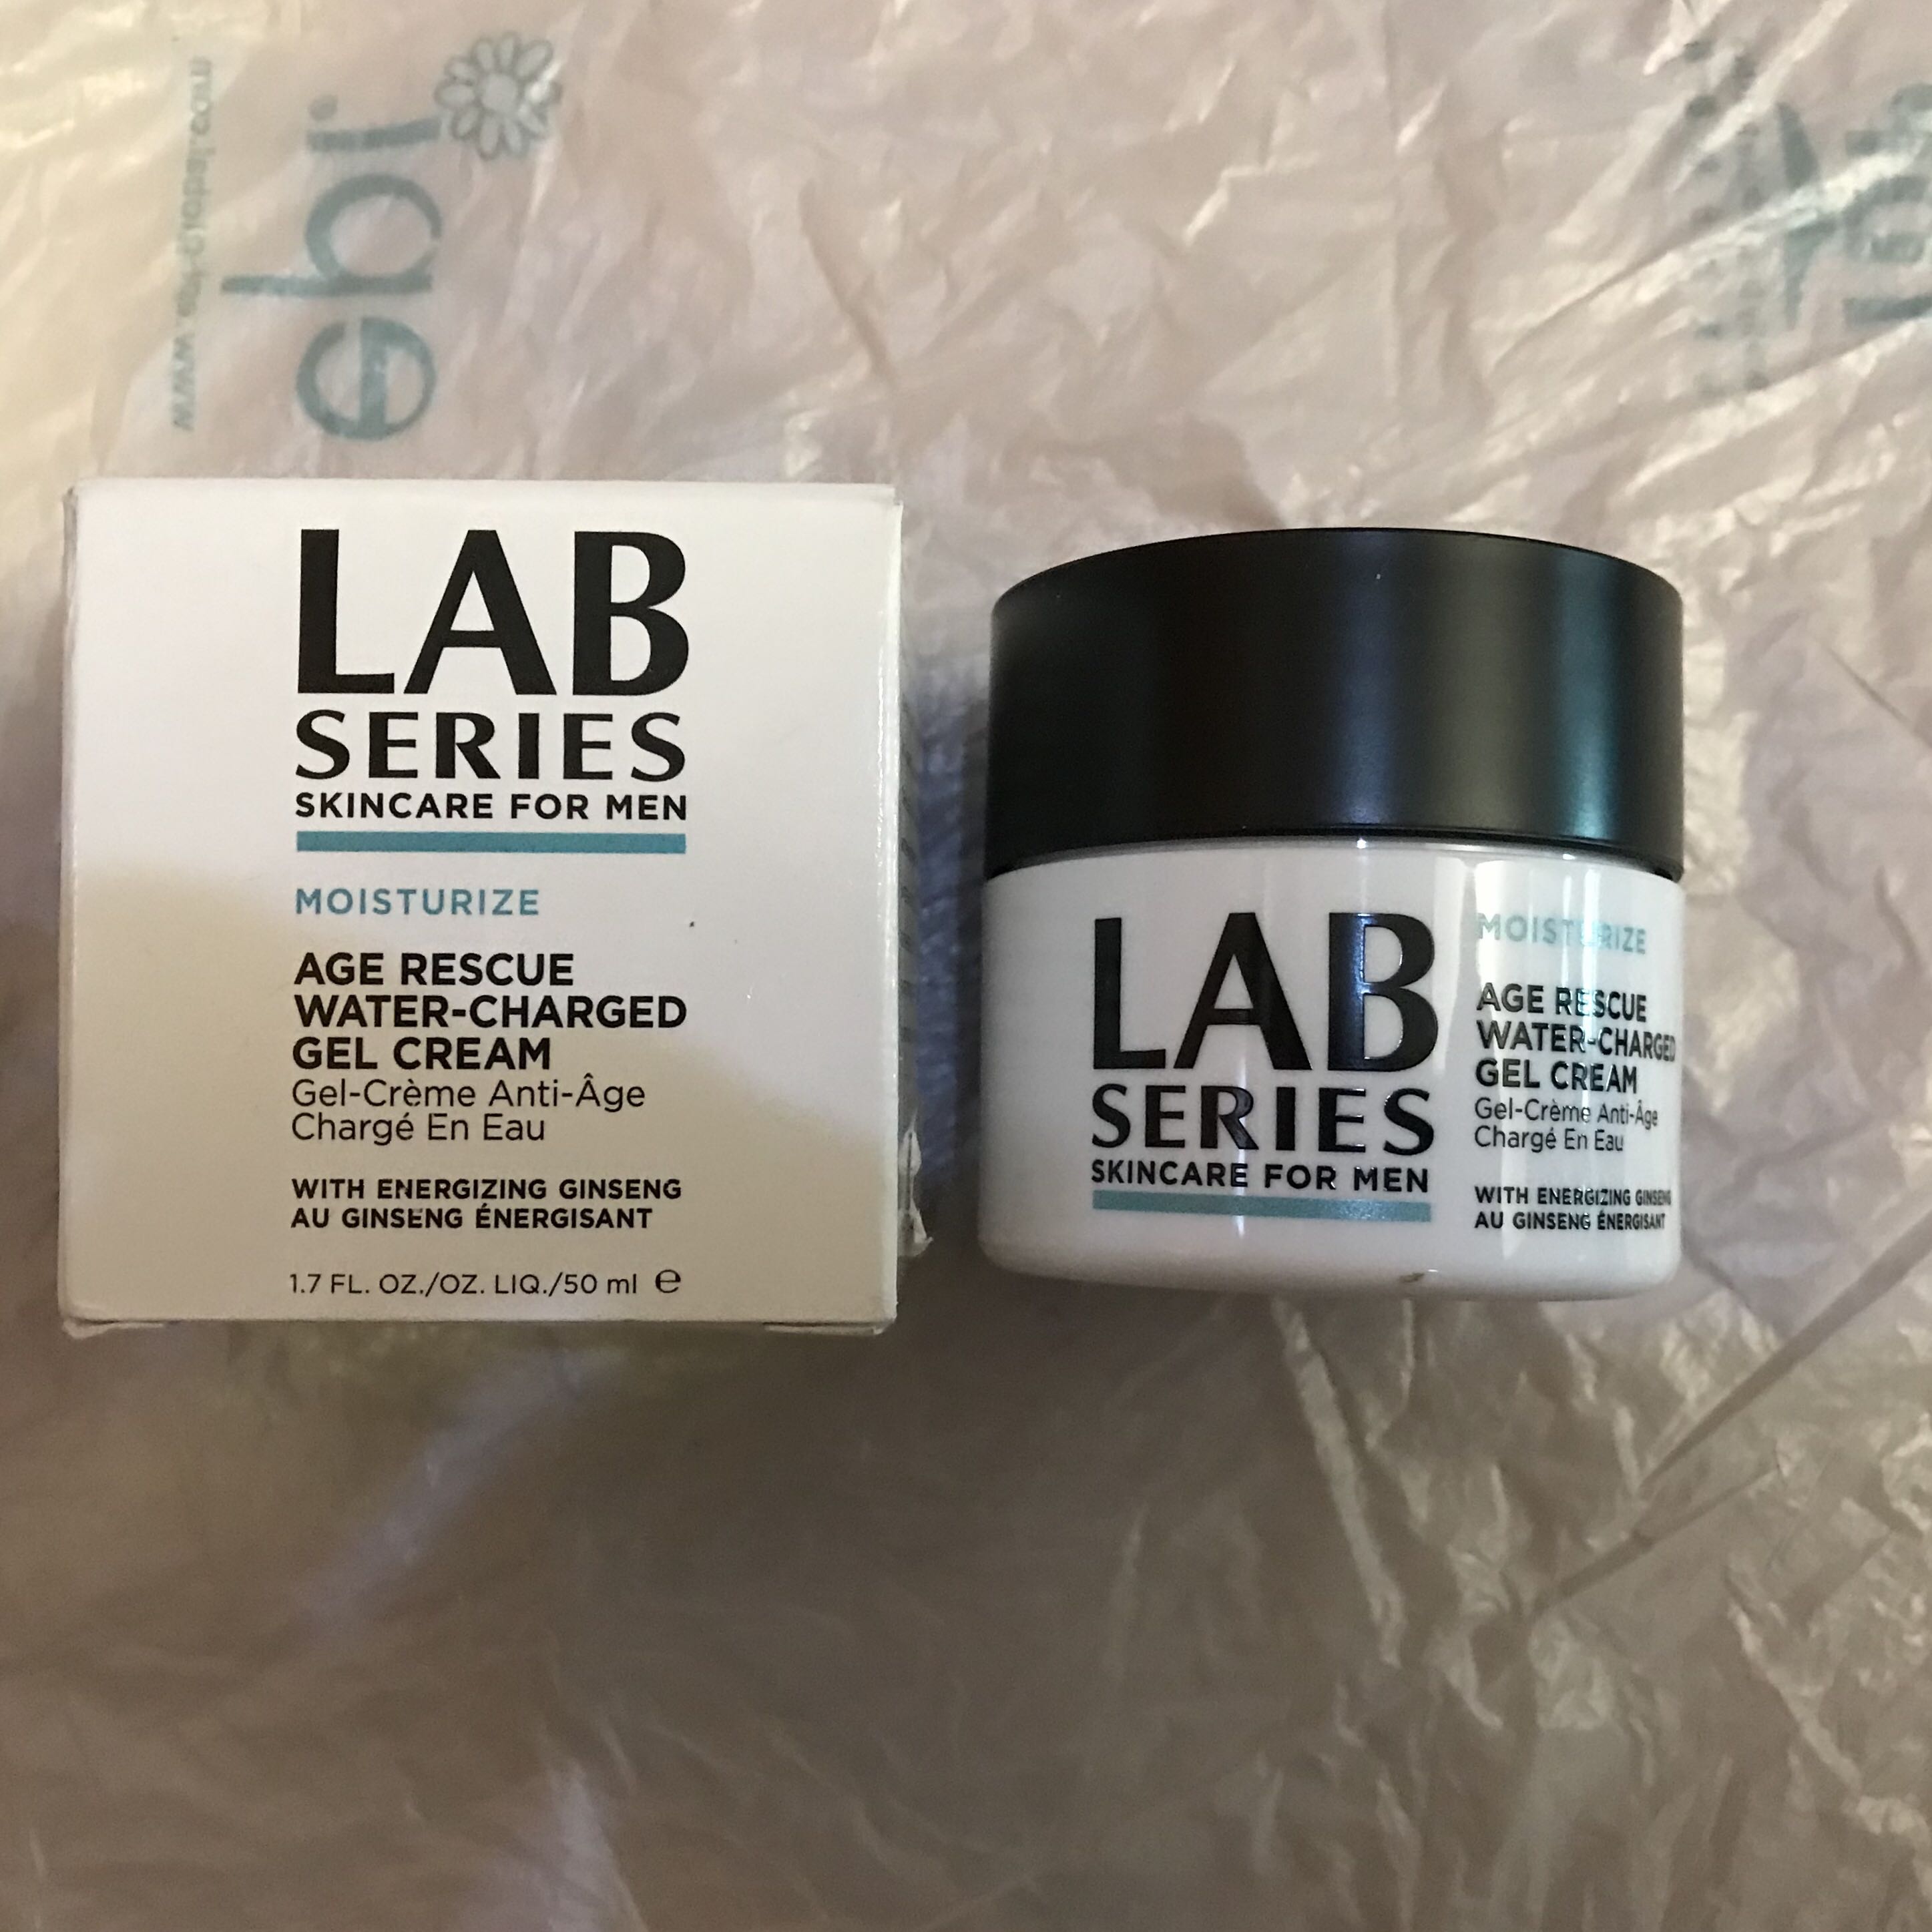 LAB
SERIES
SKINCARE FOR MEN
MOISTURIZE
AGE RESCUE
WATER-CHARGED
GEL CREAM
Gel-Crème Anti-Âge
Chargé En Eau
WITH ENERGIZING GINSENG
AU GINSENG ÉNERGISANT
1.7 FL. OZ./OZ. LIQ./50 ml ℮
LAB
SERIES
SKINCARE FOR MEN
MOISTURIZE
AGE RESCUE
WATER-CHARGED
GEL CREAM
Gel-Crème Anti-Âge
Chargé En Eau
WITH ENERGIZING GINSENG
AU GINSENG ÉNERGISANT